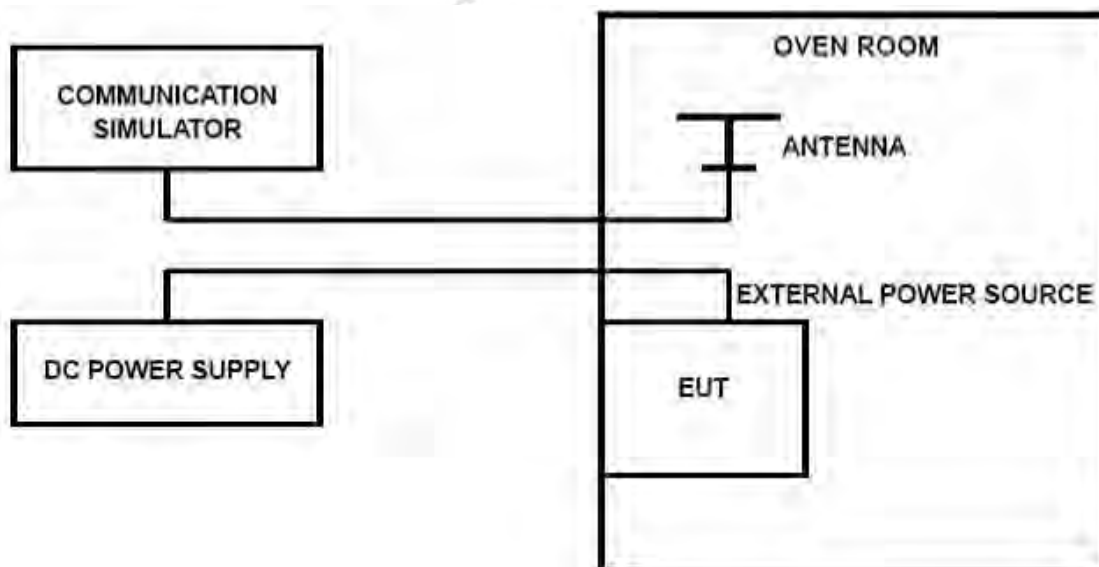 OVEN ROOM
COMMUNICATION
SIMULATOR
ANTENNA
EXTERNAL POWER SOURCE
DC POWER SUPPLY
EUT